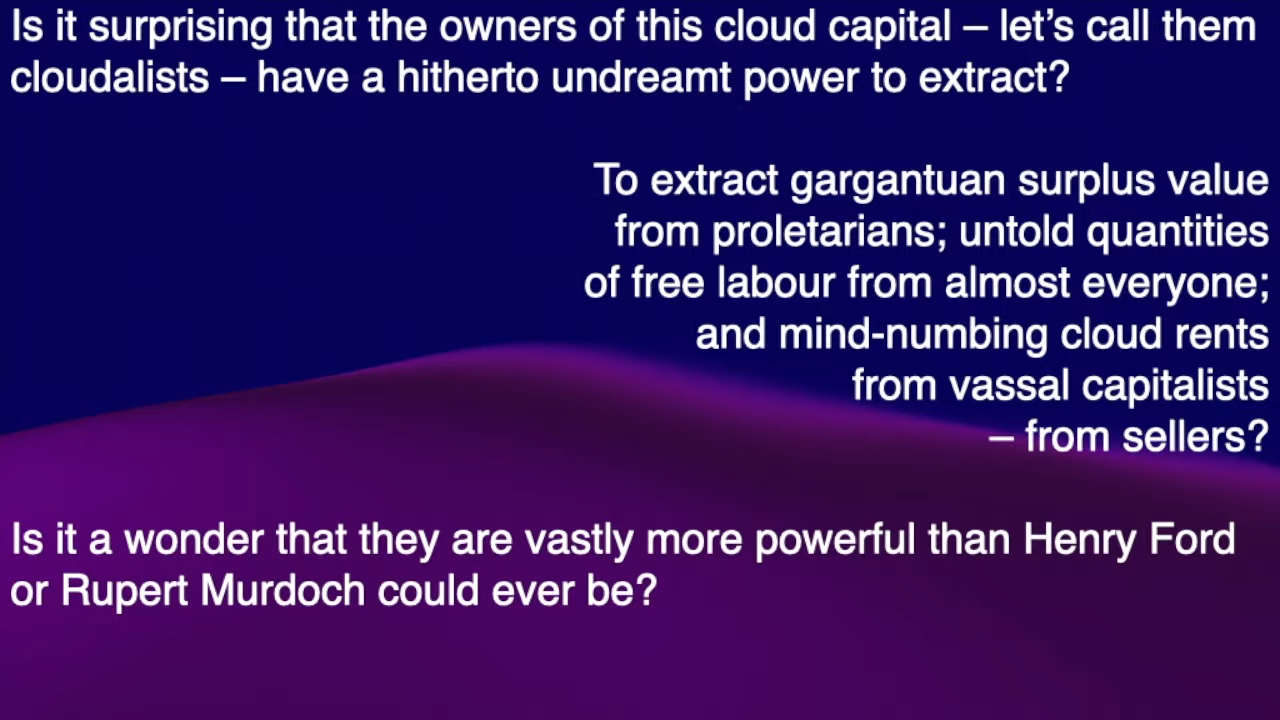 Is it surprising that the owners of this cloud capital – let’s call them
cloudalists – have a hitherto undreamt power to extract?
To extract gargantuan surplus value
from proletarians; untold quantities
of free labour from almost everyone;
and mind-numbing cloud rents
from vassal capitalists
– from sellers?
Is it a wonder that they are vastly more powerful than Henry Ford
or Rupert Murdoch could ever be?